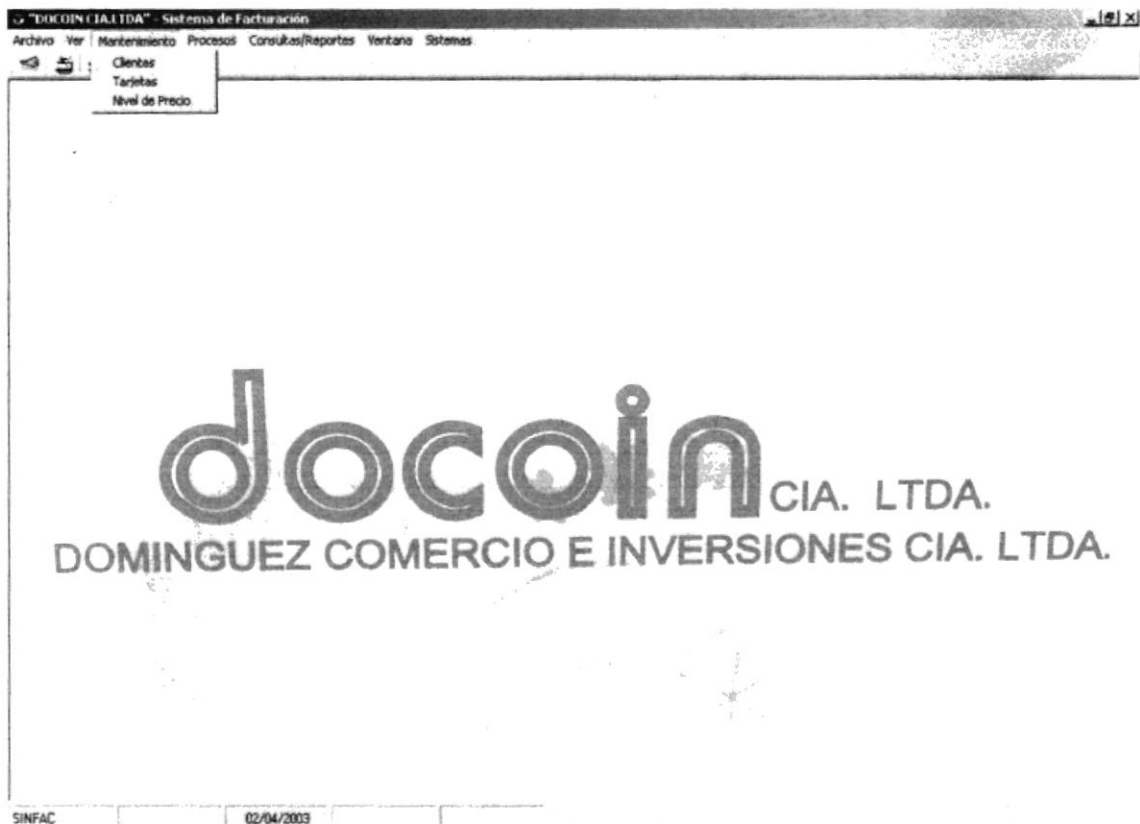 "DOCOIN CIA.LTDA" - Sistema de Facturación
Archivo Ver Mantenimiento Procesos Consultas/Reportes Ventana Sistemas
Clientes
Tarjetas
Nivel de Precio
docoin CIA. LTDA.
DOMINGUEZ COMERCIO E INVERSIONES CIA. LTDA.
SINFAC 02/04/2003